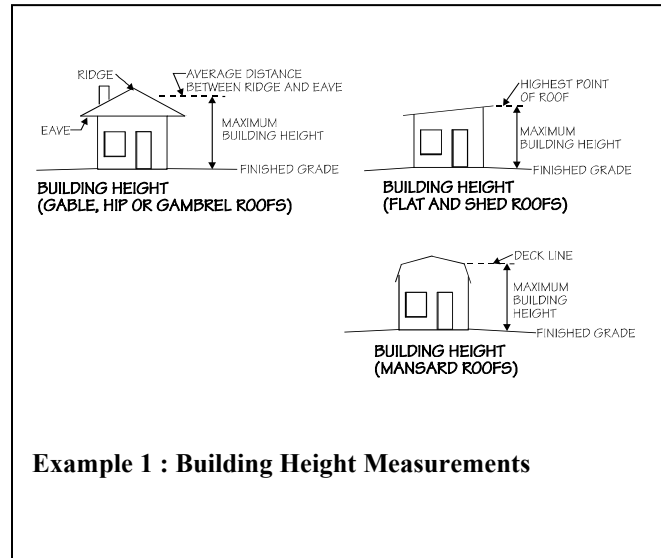 RIDGE
AVERAGE DISTANCE
BETWEEN RIDGE AND EAVE
EAVE
MAXIMUM
BUILDING HEIGHT
FINISHED GRADE
BUILDING HEIGHT
(GABLE, HIP OR GAMBREL ROOFS)
HIGHEST POINT
OF ROOF
MAXIMUM
BUILDING HEIGHT
FINISHED GRADE
BUILDING HEIGHT
(FLAT AND SHED ROOFS)
DECK LINE
MAXIMUM
BUILDING
HEIGHT
FINISHED GRADE
BUILDING HEIGHT
(MANSARD ROOFS)
Example 1 : Building Height Measurements